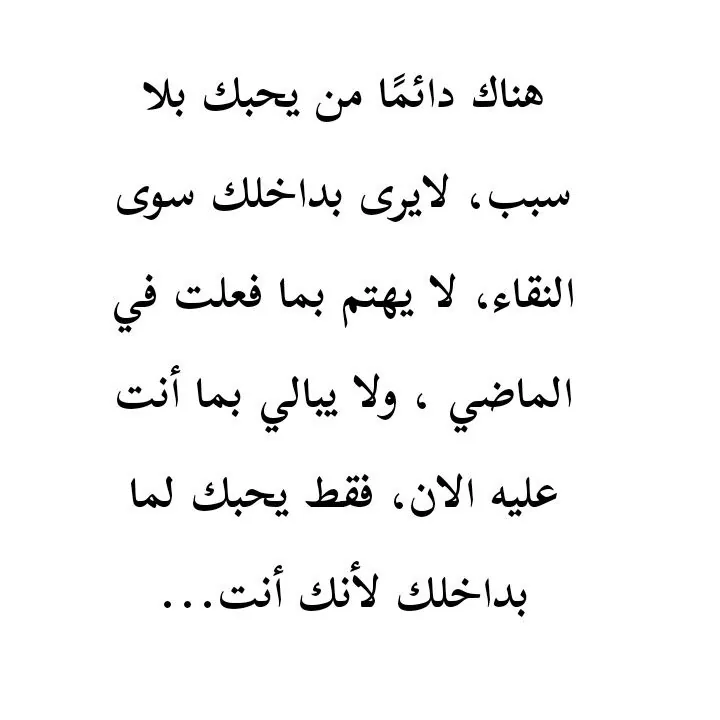 هناك دائمًا من يحبك بلا
سبب، لايرى بداخلك سوى
النقاء، لا يهتم بما فعلت في
الماضي ، ولا يبالي بما أنت
عليه الان، فقط يحبك لما
بداخلك لأنك أنت...